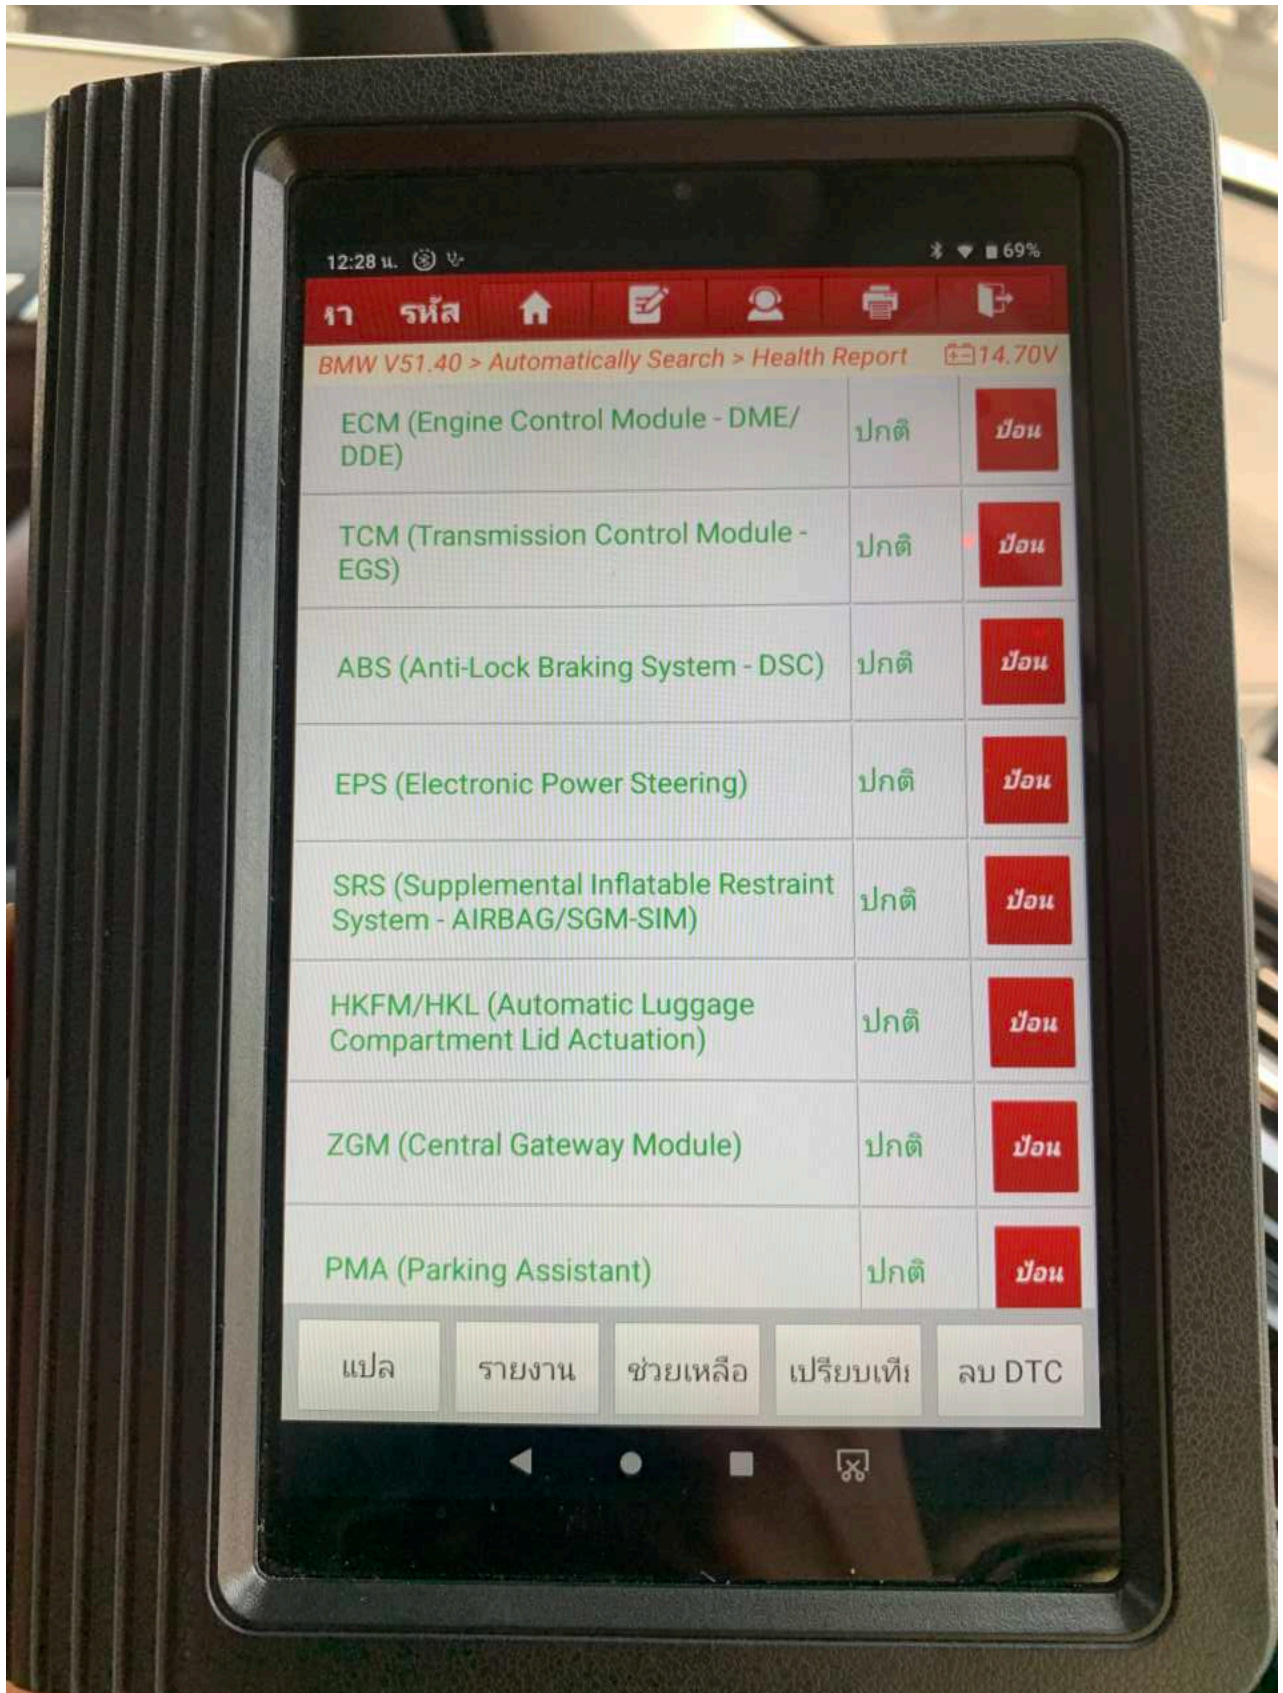 12:28 น. 69%
หา รหัส
BMW V51.40 > Automatically Search > Health Report 14.70V
ECM (Engine Control Module - DME/
DDE) ปกติ ป้อน
TCM (Transmission Control Module -
EGS) ปกติ ป้อน
ABS (Anti-Lock Braking System - DSC) ปกติ ป้อน
EPS (Electronic Power Steering) ปกติ ป้อน
SRS (Supplemental Inflatable Restraint
System - AIRBAG/SGM-SIM) ปกติ ป้อน
HKFM/HKL (Automatic Luggage
Compartment Lid Actuation) ปกติ ป้อน
ZGM (Central Gateway Module) ปกติ ป้อน
PMA (Parking Assistant) ปกติ ป้อน
แปล รายงาน ช่วยเหลือ ลบ DTC